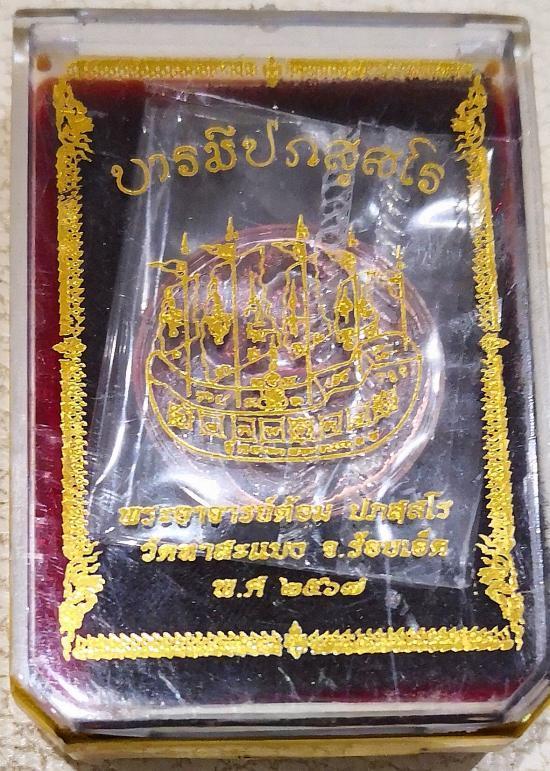 บารมีปภสฺสโร
พระอาจารย์ต้อม ปภสฺสโร
วัดท่าสะแบง จ.ร้อยเอ็ด
พ.ศ ๒๕๖๗